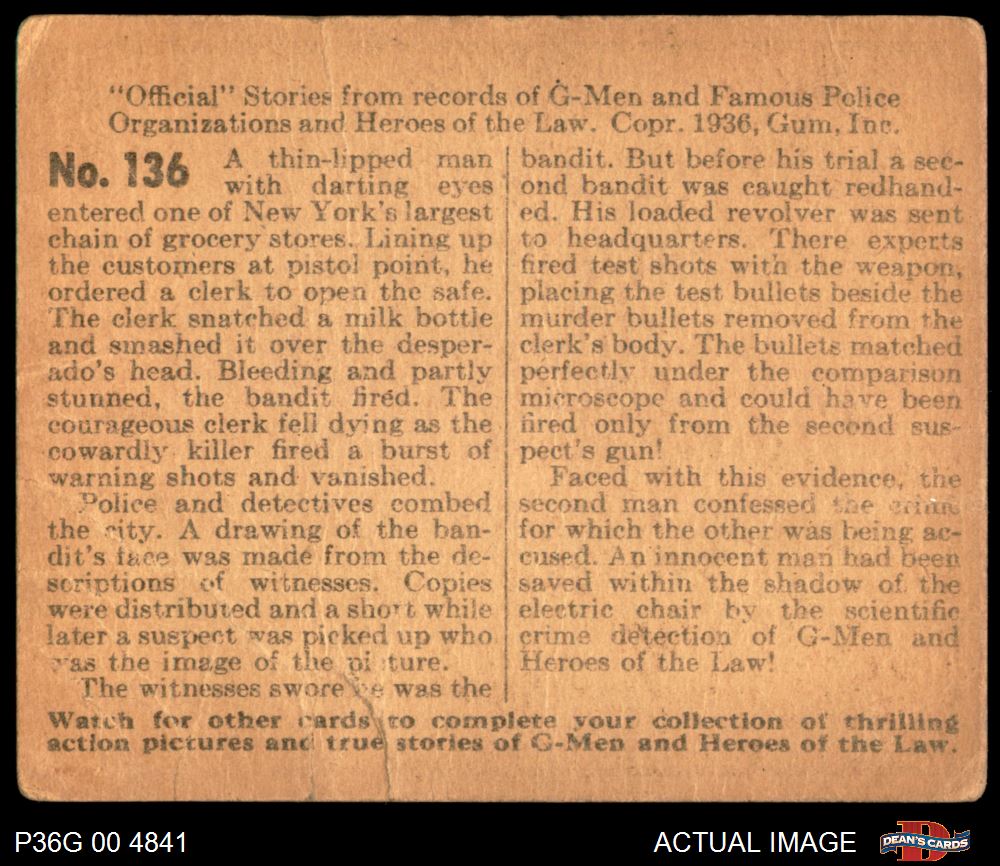 "Official" Stories from records of G-Men and Famous Police
Organizations and Heroes of the Law. Copr. 1936, Gum, Inc.
No. 136
A thin-lipped man
with darting eyes
entered one of New York's largest
chain of grocery stores. Lining up
the customers at pistol point, he
ordered a clerk to open the safe.
The clerk snatched a milk bottle
and smashed it over the desper-
ado's head. Bleeding and partly
stunned, the bandit fired. The
courageous clerk fell dying as the
cowardly killer fired a burst of
warning shots and vanished.
Police and detectives combed
the city. A drawing of the ban-
dit's face was made from the de-
scriptions of witnesses. Copies
were distributed and a short while
later a suspect was picked up who
was the image of the picture.
The witnesses swore he was the
bandit. But before his trial a sec-
ond bandit was caught redhand-
ed. His loaded revolver was sent
to headquarters. There experts
fired test shots with the weapon,
placing the test bullets beside the
murder bullets removed from the
clerk's body. The bullets matched
perfectly under the comparison
microscope and could have been
fired only from the second sus-
pect's gun!
Faced with this evidence, the
second man confessed the crime
for which the other was being ac-
cused. An innocent man had been
saved within the shadow of the
electric chair by the scientific
crime detection of G-Men and
Heroes of the Law!
Watch for other cards to complete your collection of thrilling
action pictures and true stories of G-Men and Heroes of the Law.
P36G 00 4841
ACTUAL IMAGE
D
DEAN'S CARDS